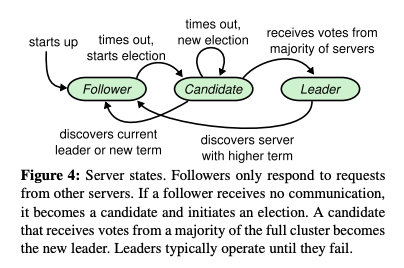 starts up
times out,
starts election
times out,
new election
receives votes from
majority of servers
Follower
Candidate
Leader
discovers current
leader or new term
discovers server
with higher term
Figure 4: Server states. Followers only respond to requests
from other servers. If a follower receives no communication,
it becomes a candidate and initiates an election. A candidate
that receives votes from a majority of the full cluster becomes
the new leader. Leaders typically operate until they fail.